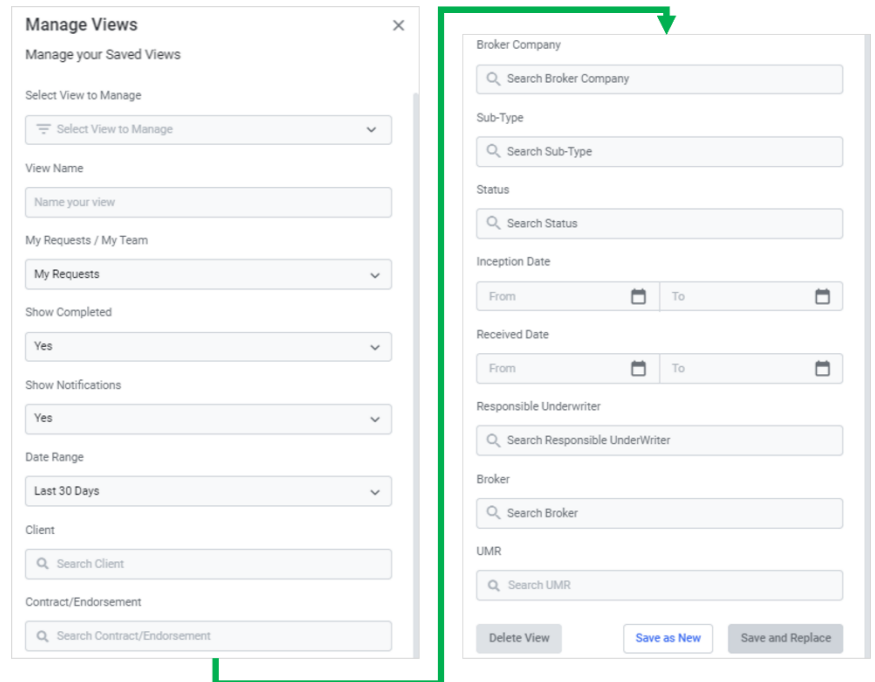 Manage Views
Manage your Saved Views
Select View to Manage
Select View to Manage
View Name
Name your view
My Requests / My Team
My Requests
Show Completed
Yes
Show Notifications
Yes
Date Range
Last 30 Days
Client
Search Client
Contract/Endorsement
Search Contract/Endorsement
Broker Company
Search Broker Company
Sub-Type
Search Sub-Type
Status
Search Status
Inception Date
From To
Received Date
From To
Responsible Underwriter
Search Responsible UnderWriter
Broker
Search Broker
UMR
Search UMR
Delete View Save as New Save and Replace